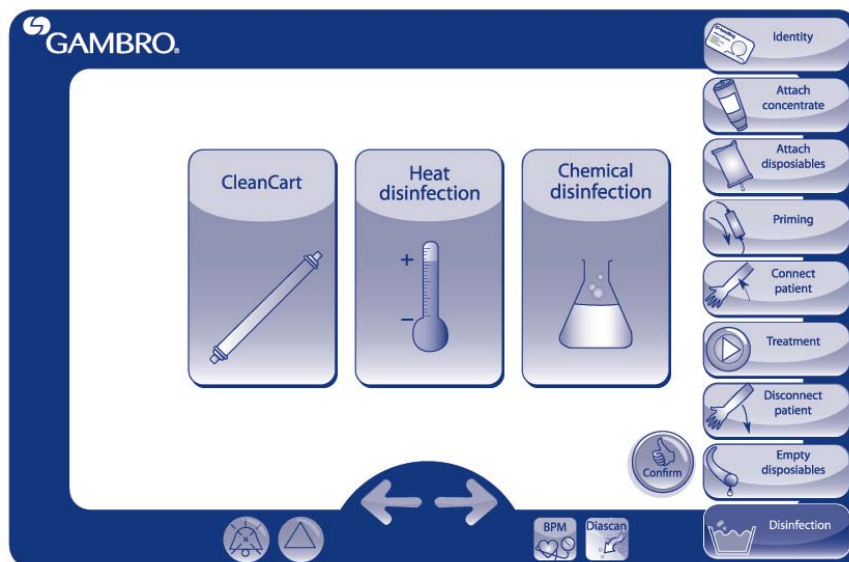 GAMBRO®
CleanCart
Heat
disinfection
Chemical
disinfection
+
−
Confirm
BPM
Diascan
Identity
Attach
concentrate
Attach
disposables
Priming
Connect
patient
Treatment
Disconnect
patient
Empty
disposables
Disinfection